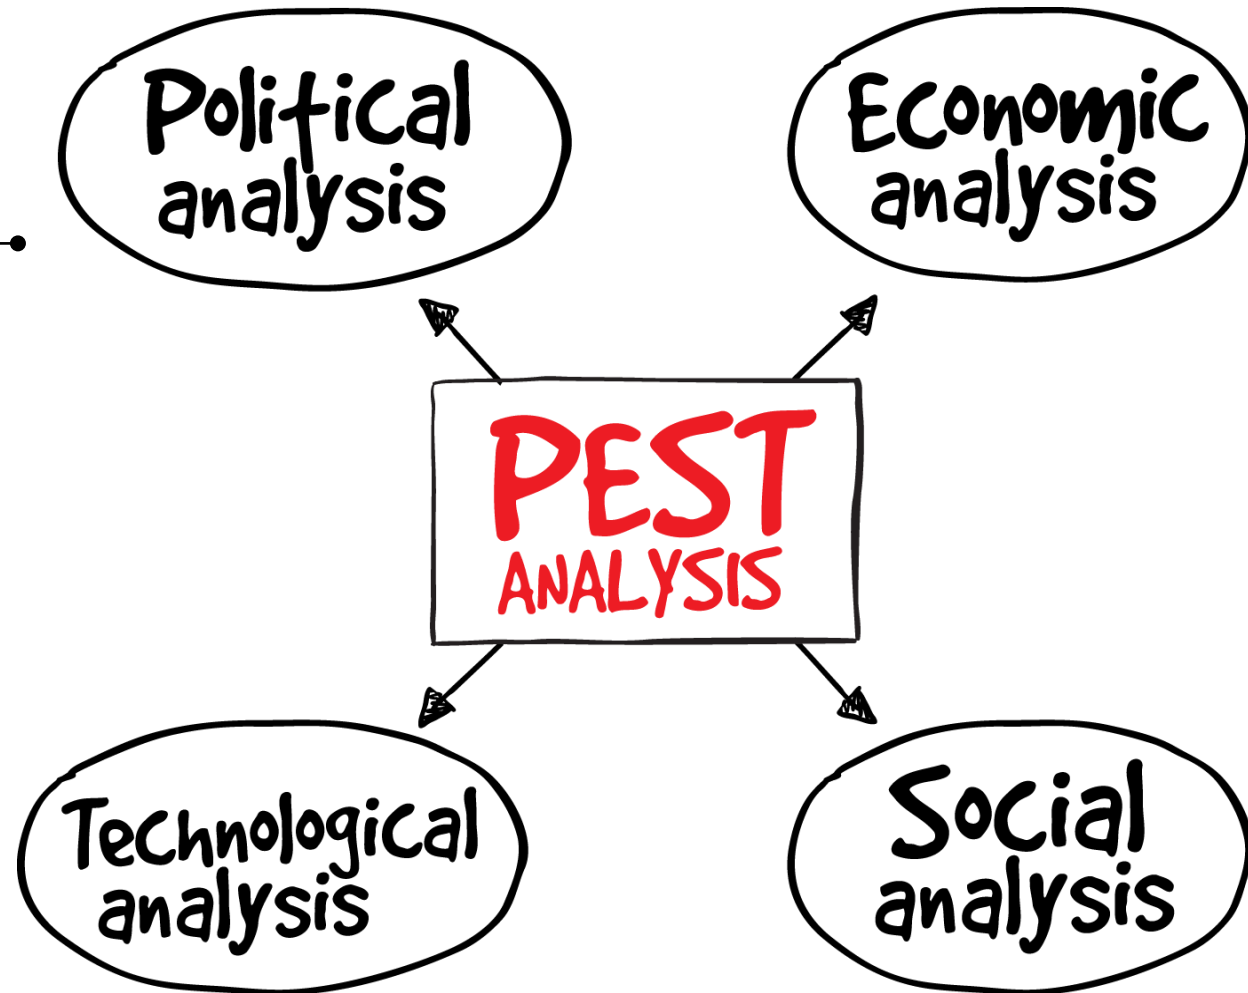 Political
analysis
Economic
analysis
PEST
ANALYSIS
Technological
analysis
Social
analysis